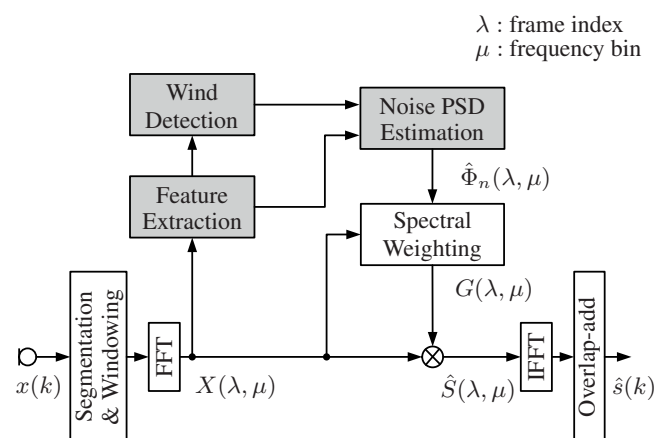 λ : frame index
μ : frequency bin
Wind
Detection
Noise PSD
Estimation
Φ̂ₙ(λ, μ)
Feature
Extraction
Spectral
Weighting
G(λ, μ)
Segmentation
& Windowing
FFT
IFFT
Overlap-add
x(k)
X(λ, μ)
Ŝ(λ, μ)
ŝ(k)